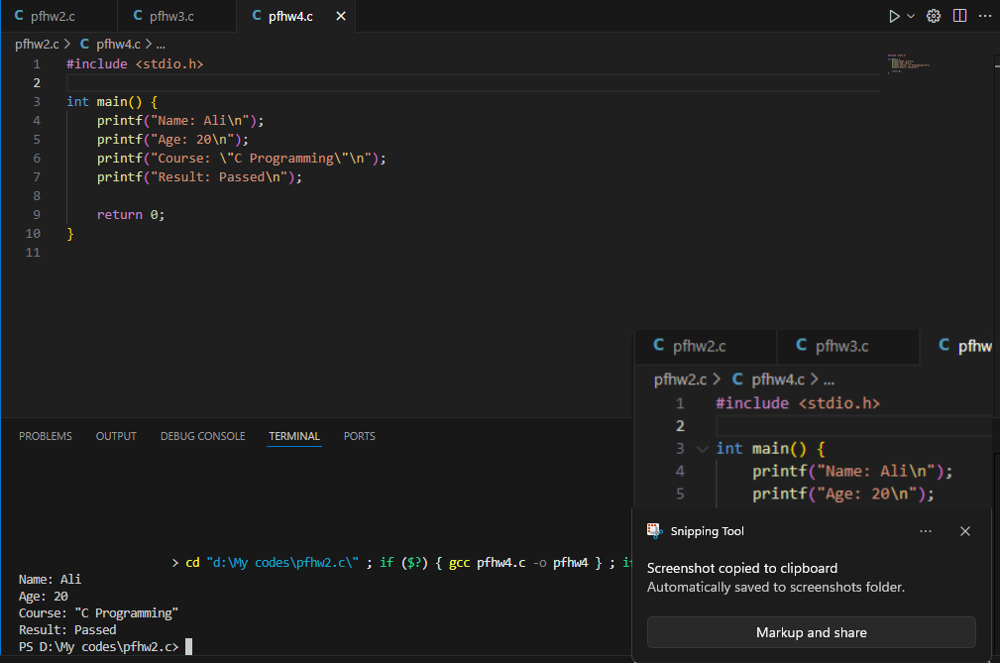 pfhw2.c pfhw3.c pfhw4.c
pfhw2.c > pfhw4.c > ...
1 #include <stdio.h>
2
3 int main() {
4 printf("Name: Ali\n");
5 printf("Age: 20\n");
6 printf("Course: \"C Programming\"\n");
7 printf("Result: Passed\n");
8
9 return 0;
10 }
11
PROBLEMS OUTPUT DEBUG CONSOLE TERMINAL PORTS
> cd "d:\My codes\pfhw2.c\" ; if ($?) { gcc pfhw4.c -o pfhw4 } ; if
Name: Ali
Age: 20
Course: "C Programming"
Result: Passed
PS D:\My codes\pfhw2.c>
pfhw2.c pfhw3.c pfhw
pfhw2.c > pfhw4.c > ...
1 #include <stdio.h>
2
3 int main() {
4 printf("Name: Ali\n");
5 printf("Age: 20\n");
Snipping Tool
Screenshot copied to clipboard
Automatically saved to screenshots folder.
Markup and share